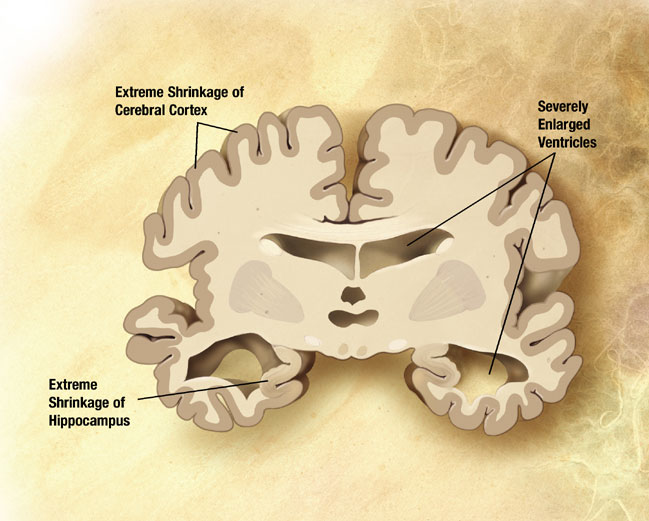 Extreme Shrinkage of
Cerebral Cortex
Severely
Enlarged
Ventricles
Extreme
Shrinkage of
Hippocampus